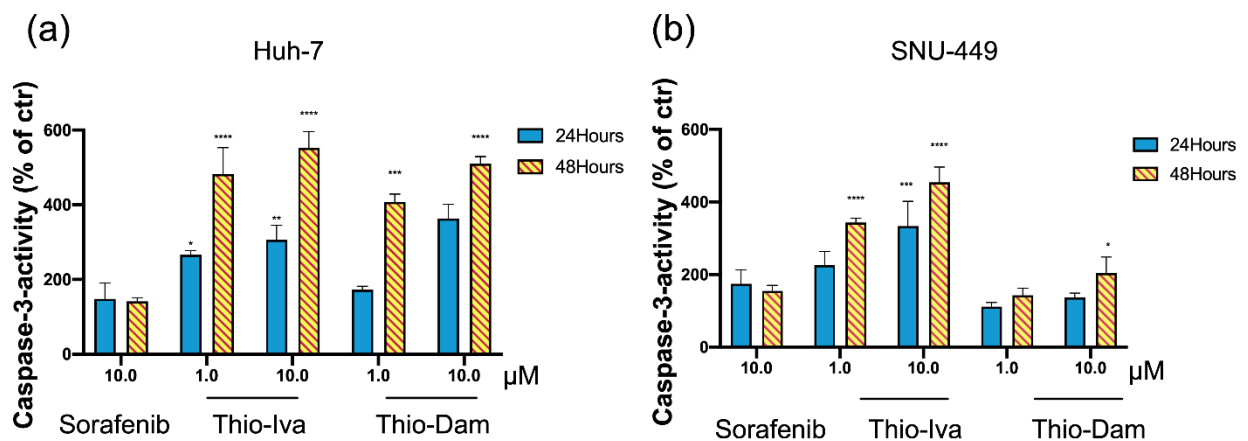 (a)
Huh-7
Caspase-3-activity (% of ctr)
600
400
200
0
* **** ** **** *** ****
24Hours
48Hours
10.0 1.0 10.0 1.0 10.0 µM
Sorafenib Thio-Iva Thio-Dam
(b)
SNU-449
Caspase-3-activity (% of ctr)
600
400
200
0
**** *** **** *
24Hours
48Hours
10.0 1.0 10.0 1.0 10.0 µM
Sorafenib Thio-Iva Thio-Dam